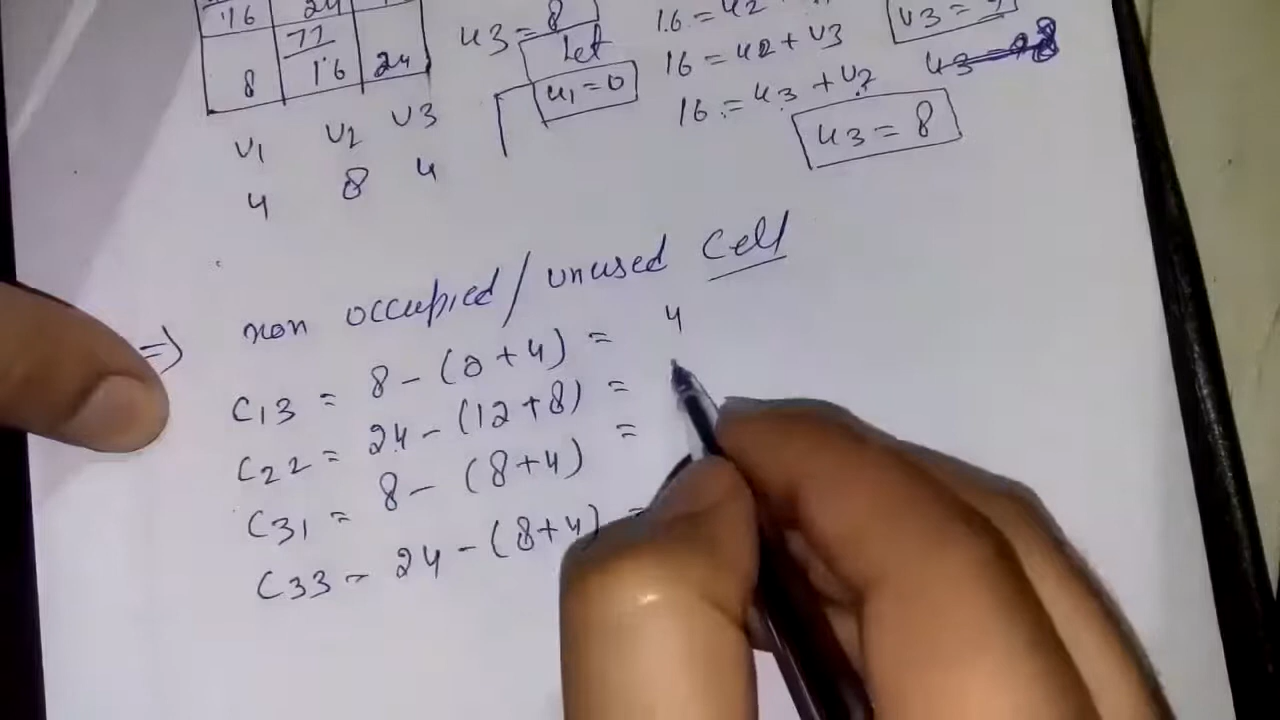 16 24
77
8 16 24
V1 V2 V3
4 8 4
u3 = 8
Let
u1 = 0
16 = u2
16 = u2 + V3
16 = u3 + V2
u3 = 8
=> non occupied / unused Cell
C13 = 8 - (0 + 4) = 4
C22 = 24 - (12 + 8) =
C31 = 8 - (8 + 4) =
C33 = 24 - (8 + 4) =